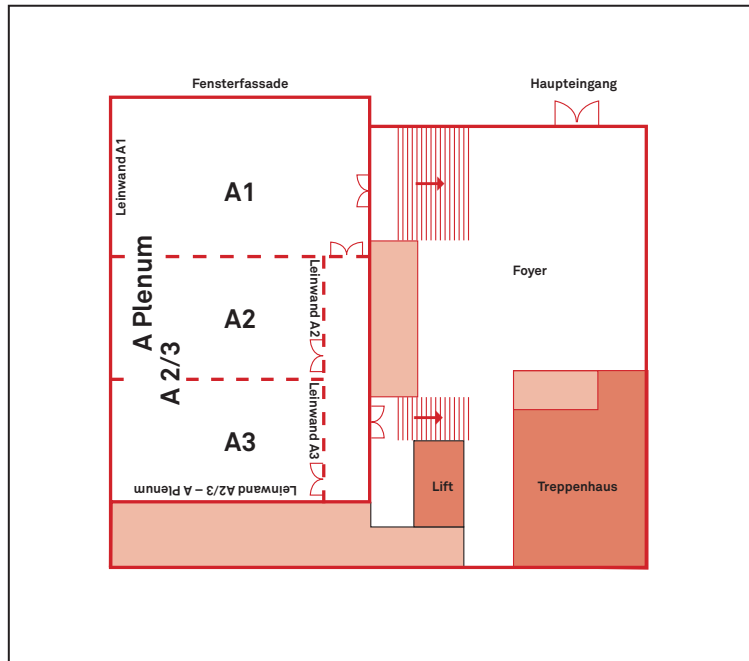 Fensterfassade
Haupteingang
Leinwand A1
A1
A Plenum
A 2/3
Leinwand A2
A2
Foyer
Leinwand A3
A3
Leinwand A2/3 – A Plenum
Lift
Treppenhaus